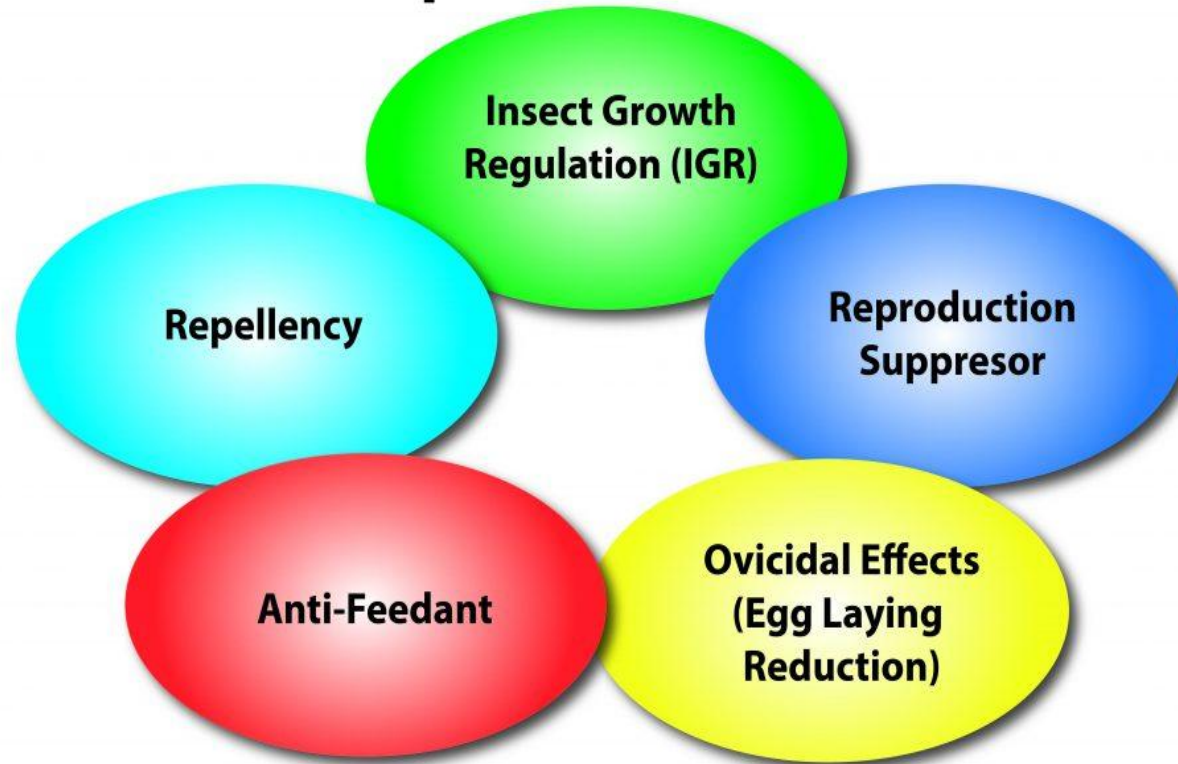 Insect Growth
Regulation (IGR)
Repellency
Reproduction
Suppresor
Anti-Feedant
Ovicidal Effects
(Egg Laying
Reduction)